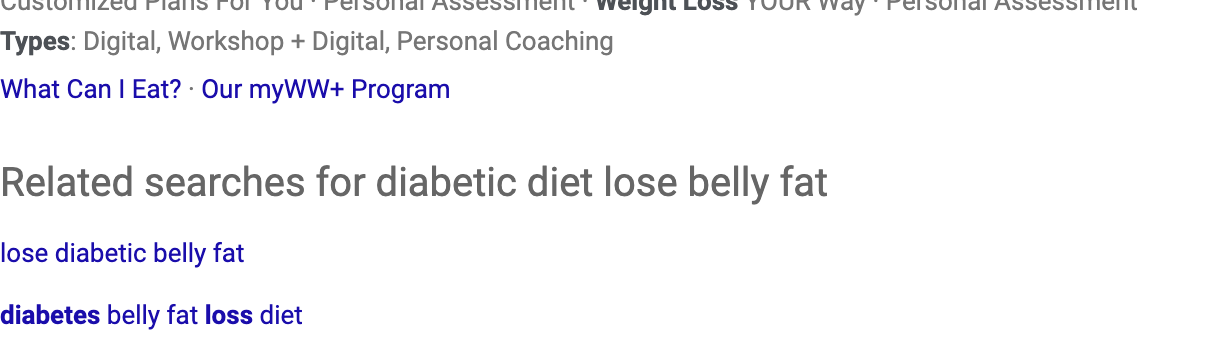 Customized Plans For You · Personal Assessment · Weight Loss YOUR Way · Personal Assessment
Types: Digital, Workshop + Digital, Personal Coaching
What Can I Eat? · Our myWW+ Program
Related searches for diabetic diet lose belly fat
lose diabetic belly fat
diabetes belly fat loss diet